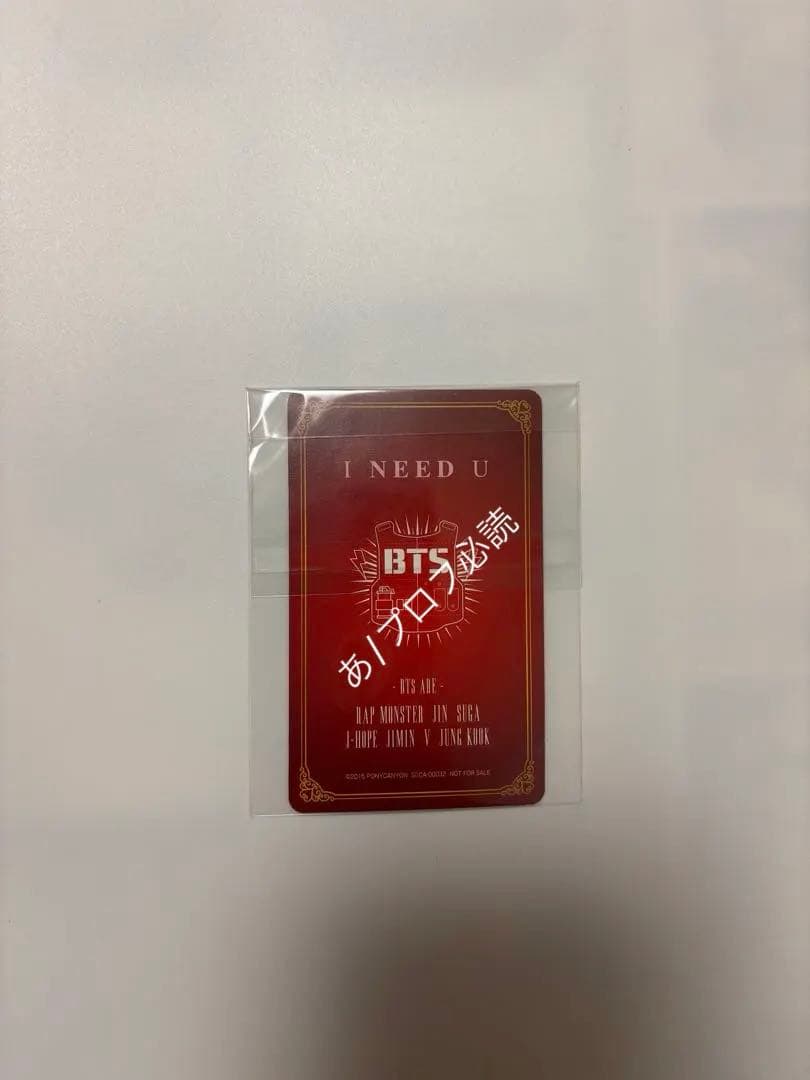 I NEED U
BTS
あ/プロフ必読
- BTS ARE -
RAP MONSTER JIN SUGA
J-HOPE JIMIN V JUNG KOOK
©2015 PONYCANYON NOT FOR SALE